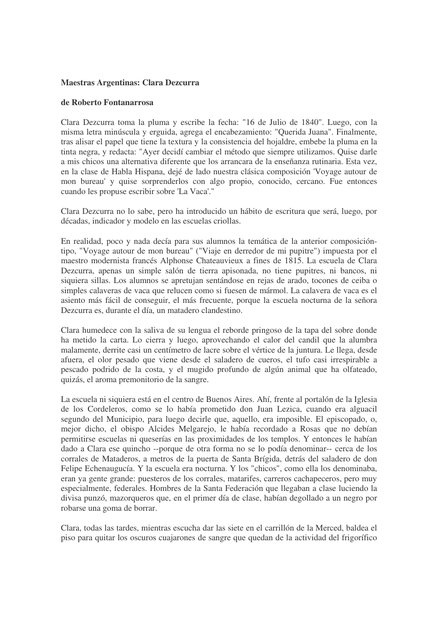 Maestras Argentinas: Clara Dezcurra
de Roberto Fontanarrosa
Clara Dezcurra toma la pluma y escribe la fecha: "16 de Julio de 1840". Luego, con la
misma letra minúscula y erguida, agrega el encabezamiento: "Querida Juana". Finalmente,
tras alisar el papel que tiene la textura y la consistencia del hojaldre, embebe la pluma en la
tinta negra, y redacta: "Ayer decidí cambiar el método que siempre utilizamos. Quise darle
a mis chicos una alternativa diferente que los arrancara de la enseñanza rutinaria. Esta vez,
en la clase de Habla Hispana, dejé de lado nuestra clásica composición 'Voyage autour de
mon bureau' y quise sorprenderlos con algo propio, conocido, cercano. Fue entonces
cuando les propuse escribir sobre 'La Vaca'."
Clara Dezcurra no lo sabe, pero ha introducido un hábito de escritura que será, luego, por
décadas, indicador y modelo en las escuelas criollas.
En realidad, poco y nada decía para sus alumnos la temática de la anterior composición-
tipo, "Voyage autour de mon bureau" ("Viaje en derredor de mi pupitre") impuesta por el
maestro modernista francés Alphonse Chateauvieux a fines de 1815. La escuela de Clara
Dezcurra, apenas un simple salón de tierra apisonada, no tiene pupitres, ni bancos, ni
siquiera sillas. Los alumnos se apretujan sentándose en rejas de arado, tocones de ceibo o
simples calaveras de vaca que relucen como si fuesen de mármol. La calavera de vaca es el
asiento más fácil de conseguir, el más frecuente, porque la escuela nocturna de la señora
Dezcurra es, durante el día, un matadero clandestino.
Clara humedece con la saliva de su lengua el reborde pringoso de la tapa del sobre donde
ha metido la carta. Lo cierra y luego, aprovechando el calor del candil que la alumbra
malamente, derrite casi un centímetro de lacre sobre el vértice de la juntura. Le llega, desde
afuera, el olor pesado que viene desde el saladero de cueros, el tufo casi irrespirable a
pescado podrido de la costa, y el mugido profundo de algún animal que ha olfateado,
quizás, el aroma premonitorio de la sangre.
La escuela ni siquiera está en el centro de Buenos Aires. Ahí, frente al portalón de la Iglesia
de los Cordeleros, como se lo había prometido don Juan Lezica, cuando era alguacil
segundo del Municipio, para luego decirle que, aquello, era imposible. El episcopado, o,
mejor dicho, el obispo Alcides Melgarejo, le había recordado a Rosas que no debían
permitirse escuelas ni queserías en las proximidades de los templos. Y entonces le habían
dado a Clara ese quincho --porque de otra forma no se lo podía denominar-- cerca de los
corrales de Mataderos, a metros de la puerta de Santa Brígida, detrás del saladero de don
Felipe Echenaugucía. Y la escuela era nocturna. Y los "chicos", como ella los denominaba,
eran ya gente grande: puesteros de los corrales, matarifes, carreros cachapeceros, pero muy
especialmente, federales. Hombres de la Santa Federación que llegaban a clase luciendo la
divisa punzó, mazorqueros que, en el primer día de clase, habían degollado a un negro por
robarse una goma de borrar.
Clara, todas las tardes, mientras escucha dar las siete en el carrillón de la Merced, baldea el
piso para quitar los oscuros cuajarones de sangre que quedan de la actividad del frigorífico